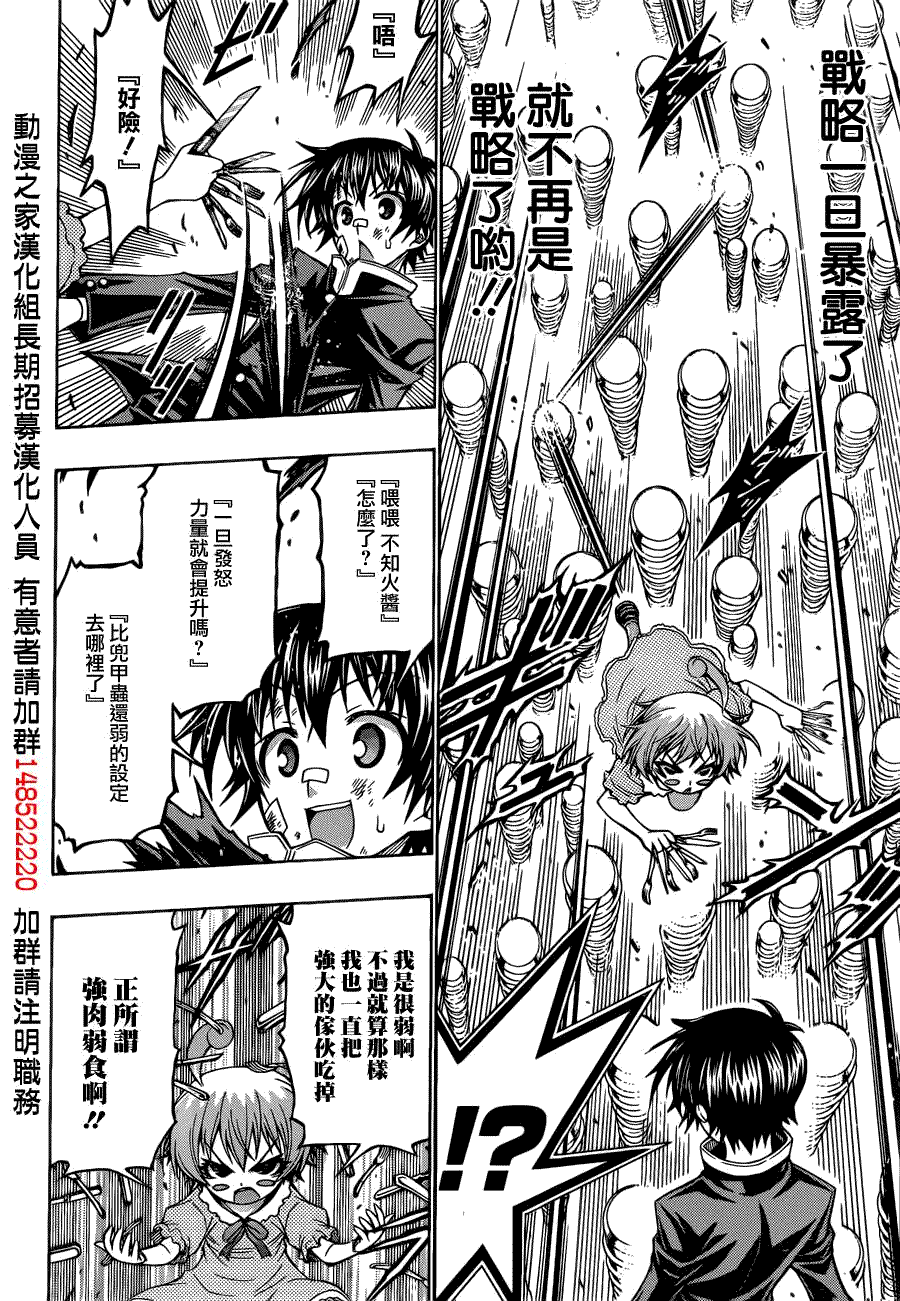 戰略一旦暴露了
就不再是
戰略了喲!!
!?
『唔』
『好險!』
『喂喂 不知火醬』
『怎麼了?』
『一旦發怒
力量就會提升嗎?』
『比兜甲蟲還弱的設定
去哪裡了』
我是很弱啊
不過就算那樣
我也一直把
強大的傢伙吃掉
正所謂
強肉弱食啊!!
動漫之家漢化組長期招募漢化人員 有意者請加群148522220 加群請注明職務